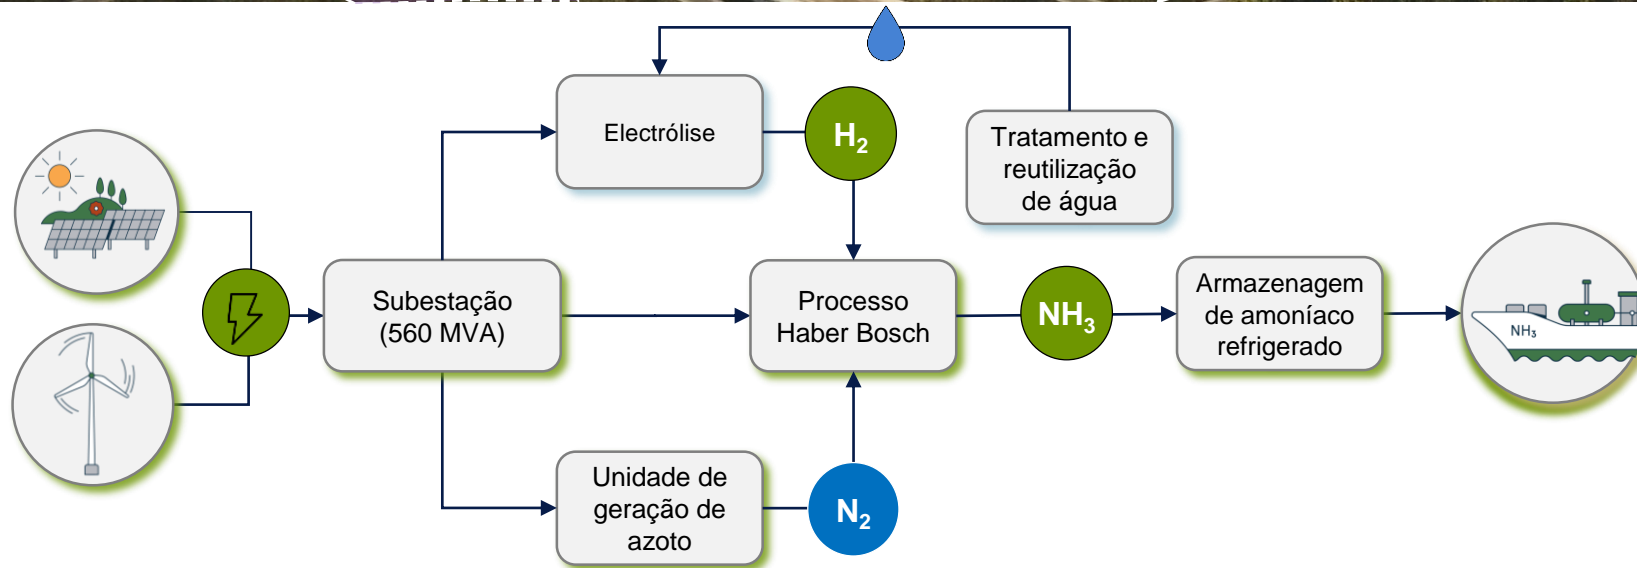 Electrólise
H₂
Tratamento e
reutilização
de água
Subestação
(560 MVA)
Processo
Haber Bosch
NH₃
Armazenagem
de amoníaco
refrigerado
NH₃
Unidade de
geração de
azoto
N₂